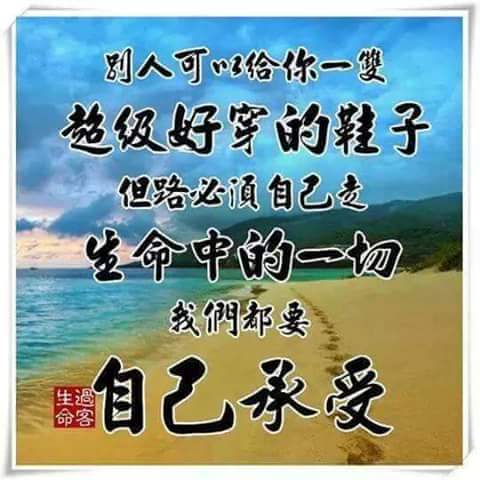 別人可以給你一雙
超級好穿的鞋子
但路必須自己走
生命中的一切
我們都要
自己承受
生命
過客